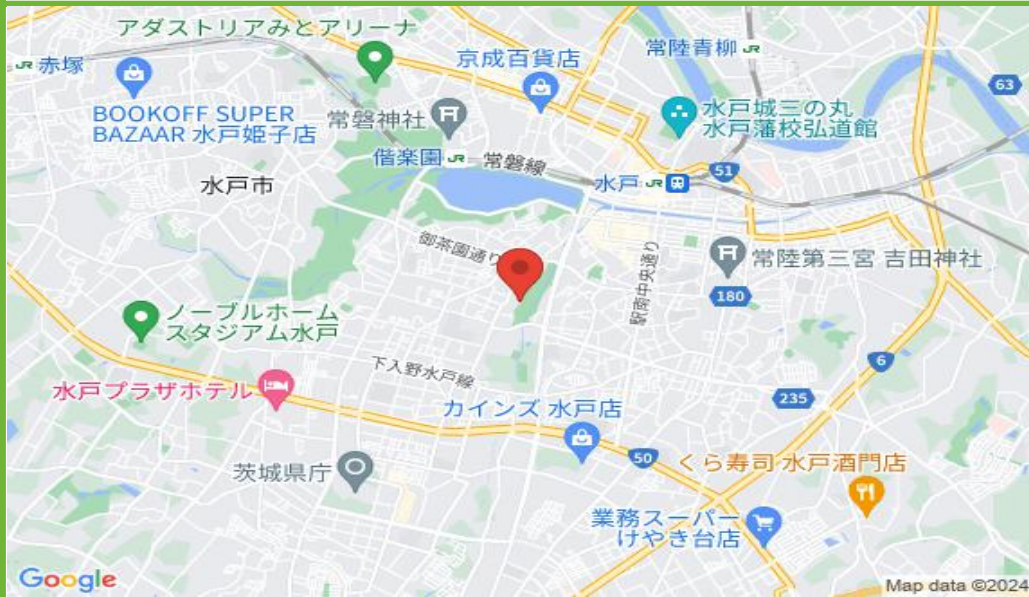 アダストリアみとアリーナ
JR 赤塚
京成百貨店
常陸青柳 JR
63
BOOKOFF SUPER
BAZAAR 水戸姫子店
常磐神社
水戸城三の丸
水戸藩校弘道館
偕楽園 JR
常磐線
51
水戸市
水戸 JR
御茶園通り
駅南中央通り
常陸第三宮 吉田神社
180
ノーブルホーム
スタジアム水戸
下入野水戸線
6
水戸プラザホテル
235
カインズ 水戸店
茨城県庁
50
くら寿司 水戸酒門店
業務スーパー
けやき台店
Google
Map data ©2024